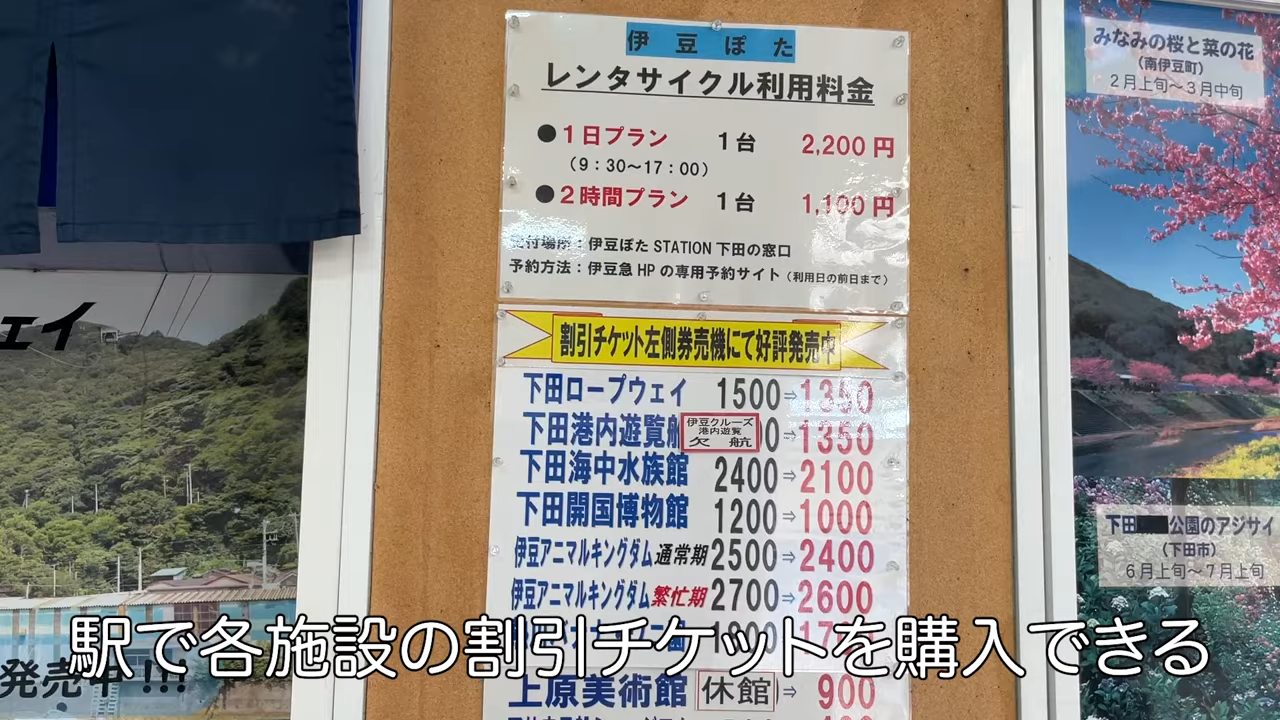 伊豆ぽた
レンタサイクル利用料金
●1日プラン 1台 2,200円
（9：30～17：00）
●2時間プラン 1台 1,100円
付場所：伊豆ぽた STATION 下田の窓口
予約方法：伊豆急 HP の専用予約サイト（利用日の前日まで）
割引チケット左側券売機にて好評発売中
下田ロープウェイ 1500⇒1350
下田港内遊覧船 0⇒1350
伊豆クルーズ
港内遊覧
欠航
下田海中水族館 2400⇒2100
下田開国博物館 1200⇒1000
伊豆アニマルキングダム通常期 2500⇒2400
伊豆アニマルキングダム繁忙期 2700⇒2600
上原美術館 休館 ⇒ 900
ェイ
発売中!!!
みなみの桜と菜の花
（南伊豆町）
2月上旬～3月中旬
下田 公園のアジサイ
（下田市）
6月上旬～7月上旬
駅で各施設の割引チケットを購入できる